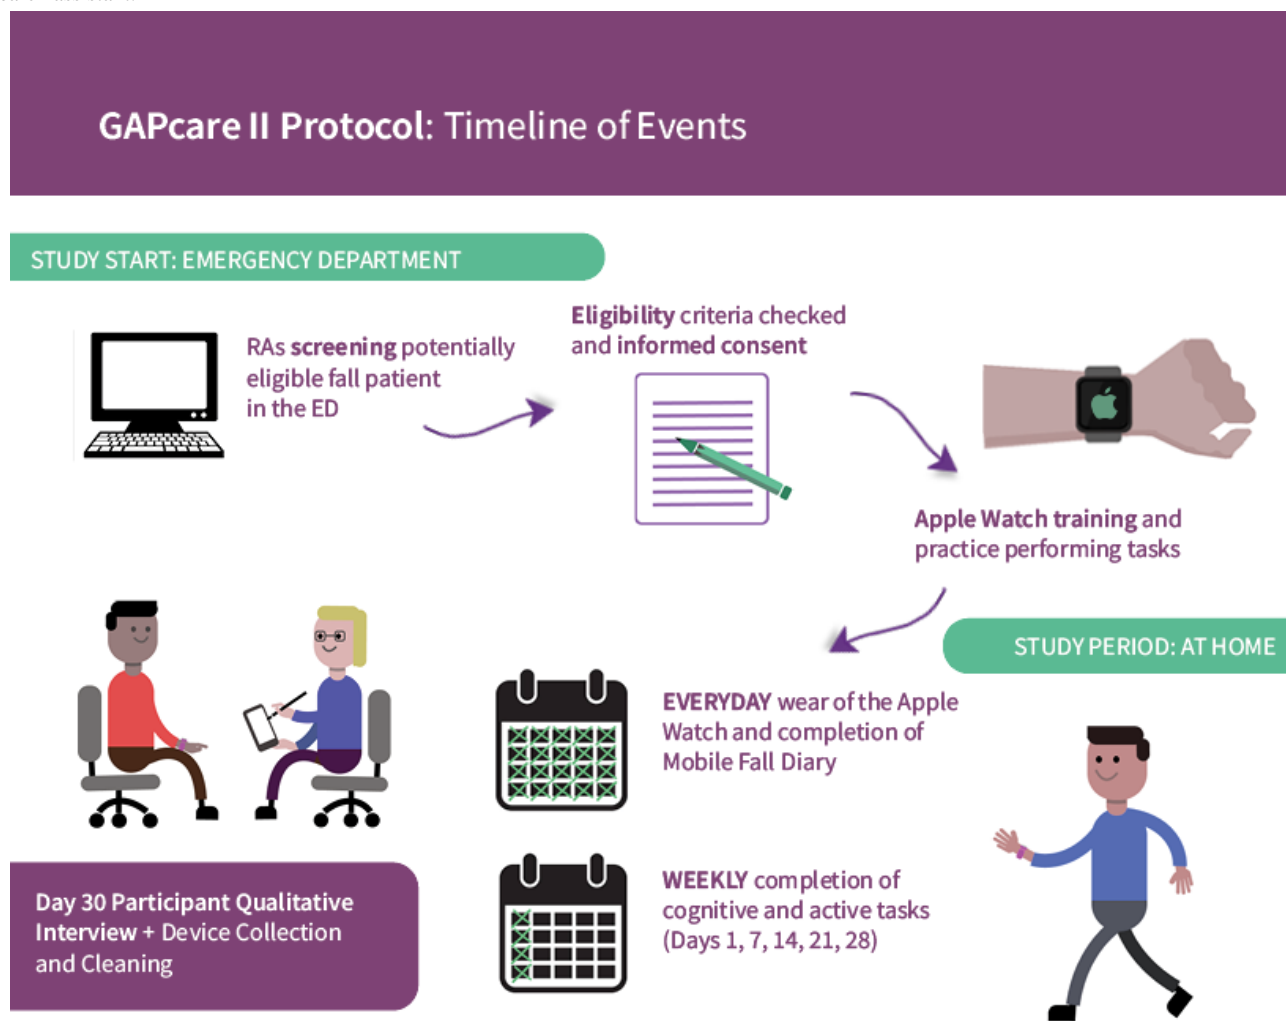 GAPcare II Protocol: Timeline of Events
STUDY START: EMERGENCY DEPARTMENT
RAs screening potentially
eligible fall patient
in the ED
Eligibility criteria checked
and informed consent
Apple Watch training and
practice performing tasks
STUDY PERIOD: AT HOME
EVERYDAY wear of the Apple
Watch and completion of
Mobile Fall Diary
WEEKLY completion of
cognitive and active tasks
(Days 1, 7, 14, 21, 28)
Day 30 Participant Qualitative
Interview + Device Collection
and Cleaning